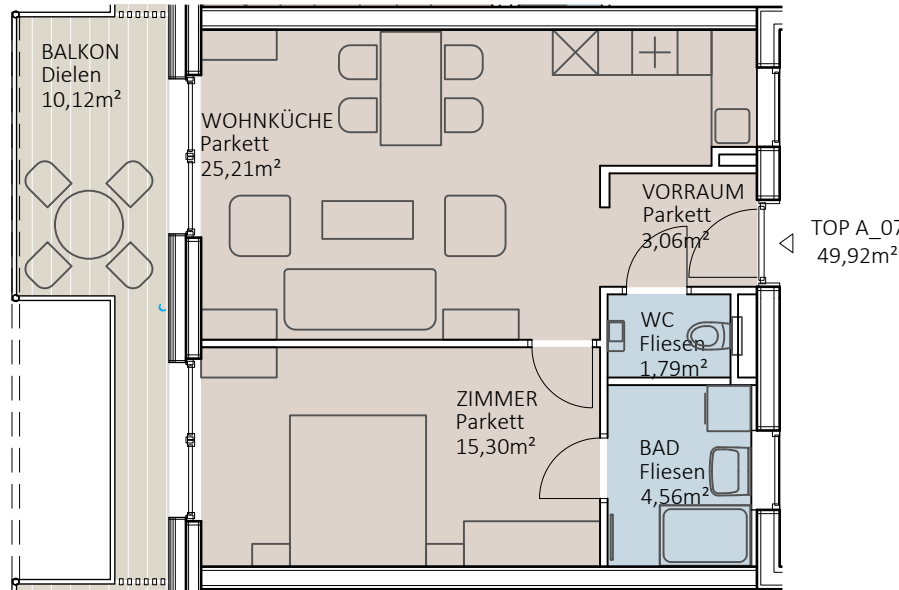 BALKON
Dielen
10,12m²
WOHNKÜCHE
Parkett
25,21m²
VORRAUM
Parkett
3,06m²
TOP A_07
49,92m²
WC
Fliesen
1,79m²
ZIMMER
Parkett
15,30m²
BAD
Fliesen
4,56m²